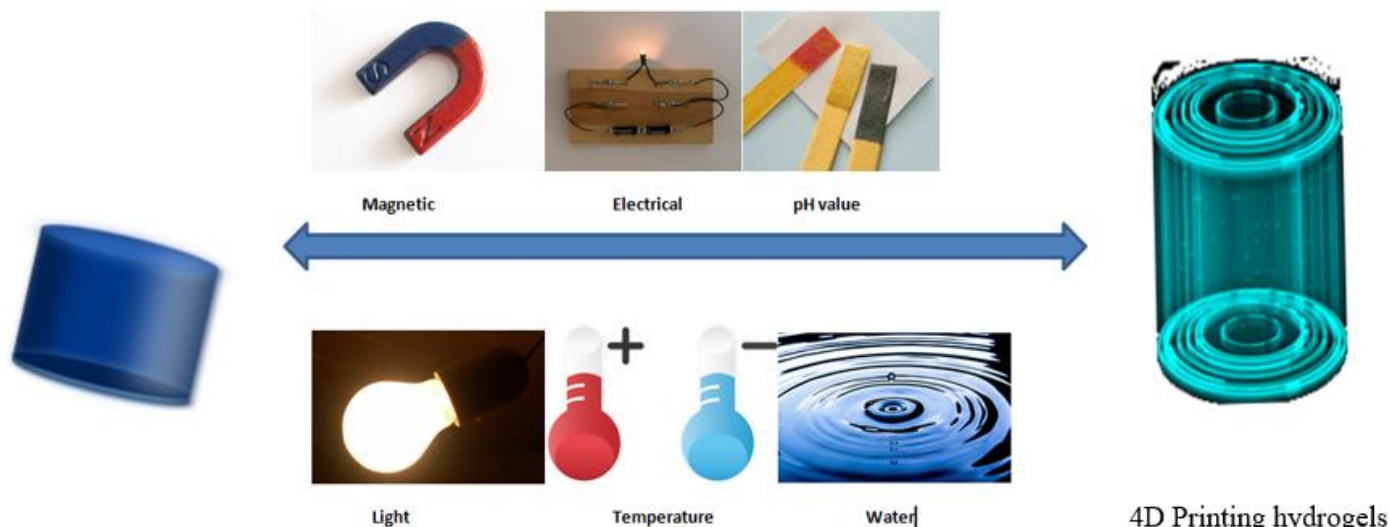 S
N
Magnetic
Electrical
pH value
Light
Temperature
Water
4D Printing hydrogels